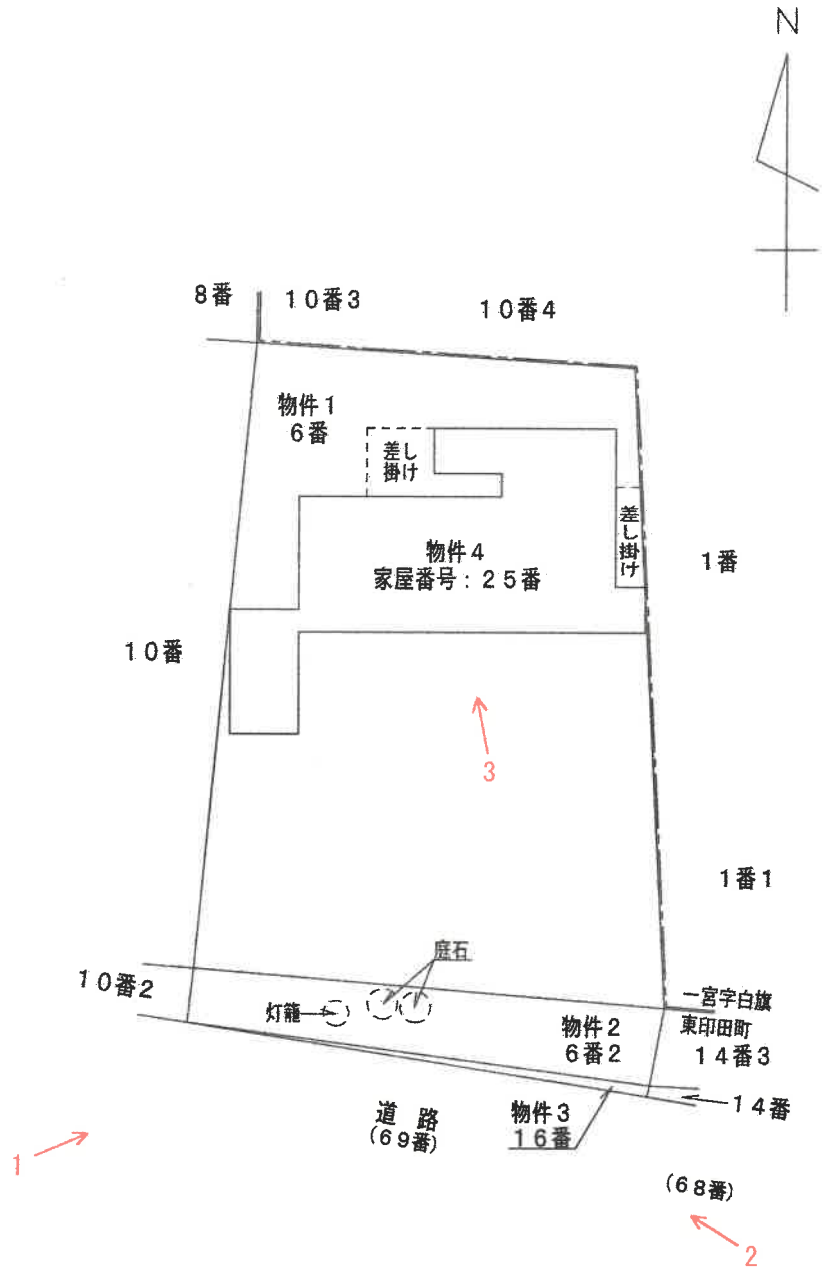 N
8番
10番3
10番4
物件1
6番
差し
掛け
差し掛け
物件4
家屋番号:25番
1番
10番
3
1番1
庭石
10番2
灯籠
一宮字白旗
東印田町
物件2
6番2
14番3
14番
物件3
16番
道路
(69番)
1
(68番)
2